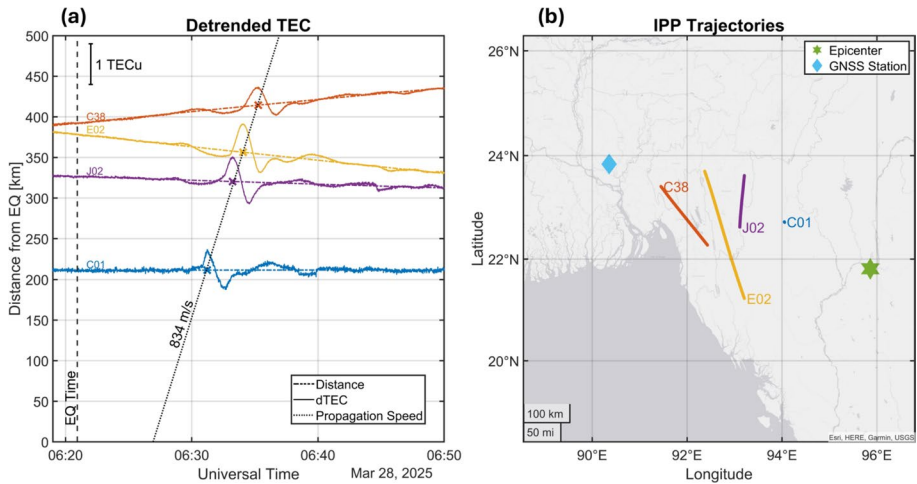 (a)
Detrended TEC
500
450
400
350
300
250
200
150
100
50
0
Distance from EQ [km]
1 TECu
C38
E02
J02
C01
834 m/s
EQ Time
Distance
dTEC
Propagation Speed
06:20
06:30
06:40
06:50
Universal Time
Mar 28, 2025
(b)
IPP Trajectories
26°N
24°N
22°N
20°N
Latitude
Epicenter
GNSS Station
C38
J02
C01
E02
100 km
50 mi
Esri, HERE, Garmin, USGS
90°E
92°E
94°E
96°E
Longitude